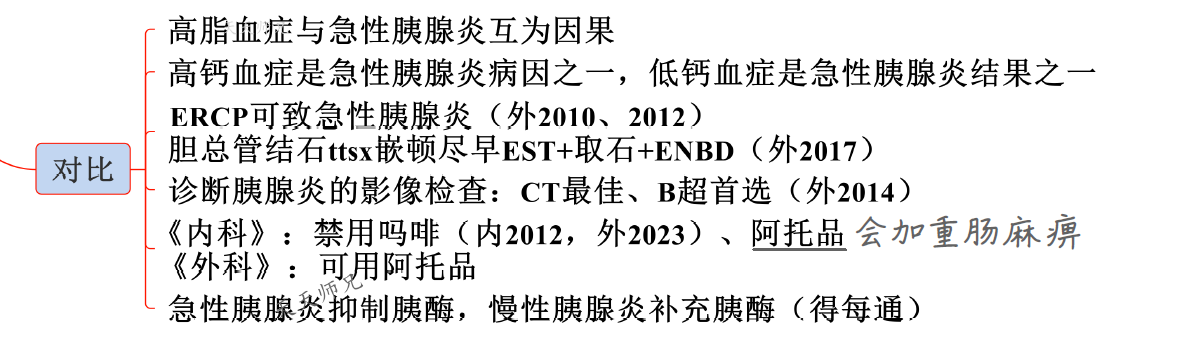 高脂血症与急性胰腺炎互为因果
高钙血症是急性胰腺炎病因之一，低钙血症是急性胰腺炎结果之一
ERCP可致急性胰腺炎（外2010、2012）
对比
胆总管结石ttsx嵌顿尽早EST+取石+ENBD（外2017）
诊断胰腺炎的影像检查：CT最佳、B超首选（外2014）
《内科》：禁用吗啡（内2012，外2023）、阿托品 会加重肠麻痹
《外科》：可用阿托品
急性胰腺炎抑制胰酶，慢性胰腺炎补充胰酶（得每通）
师兄